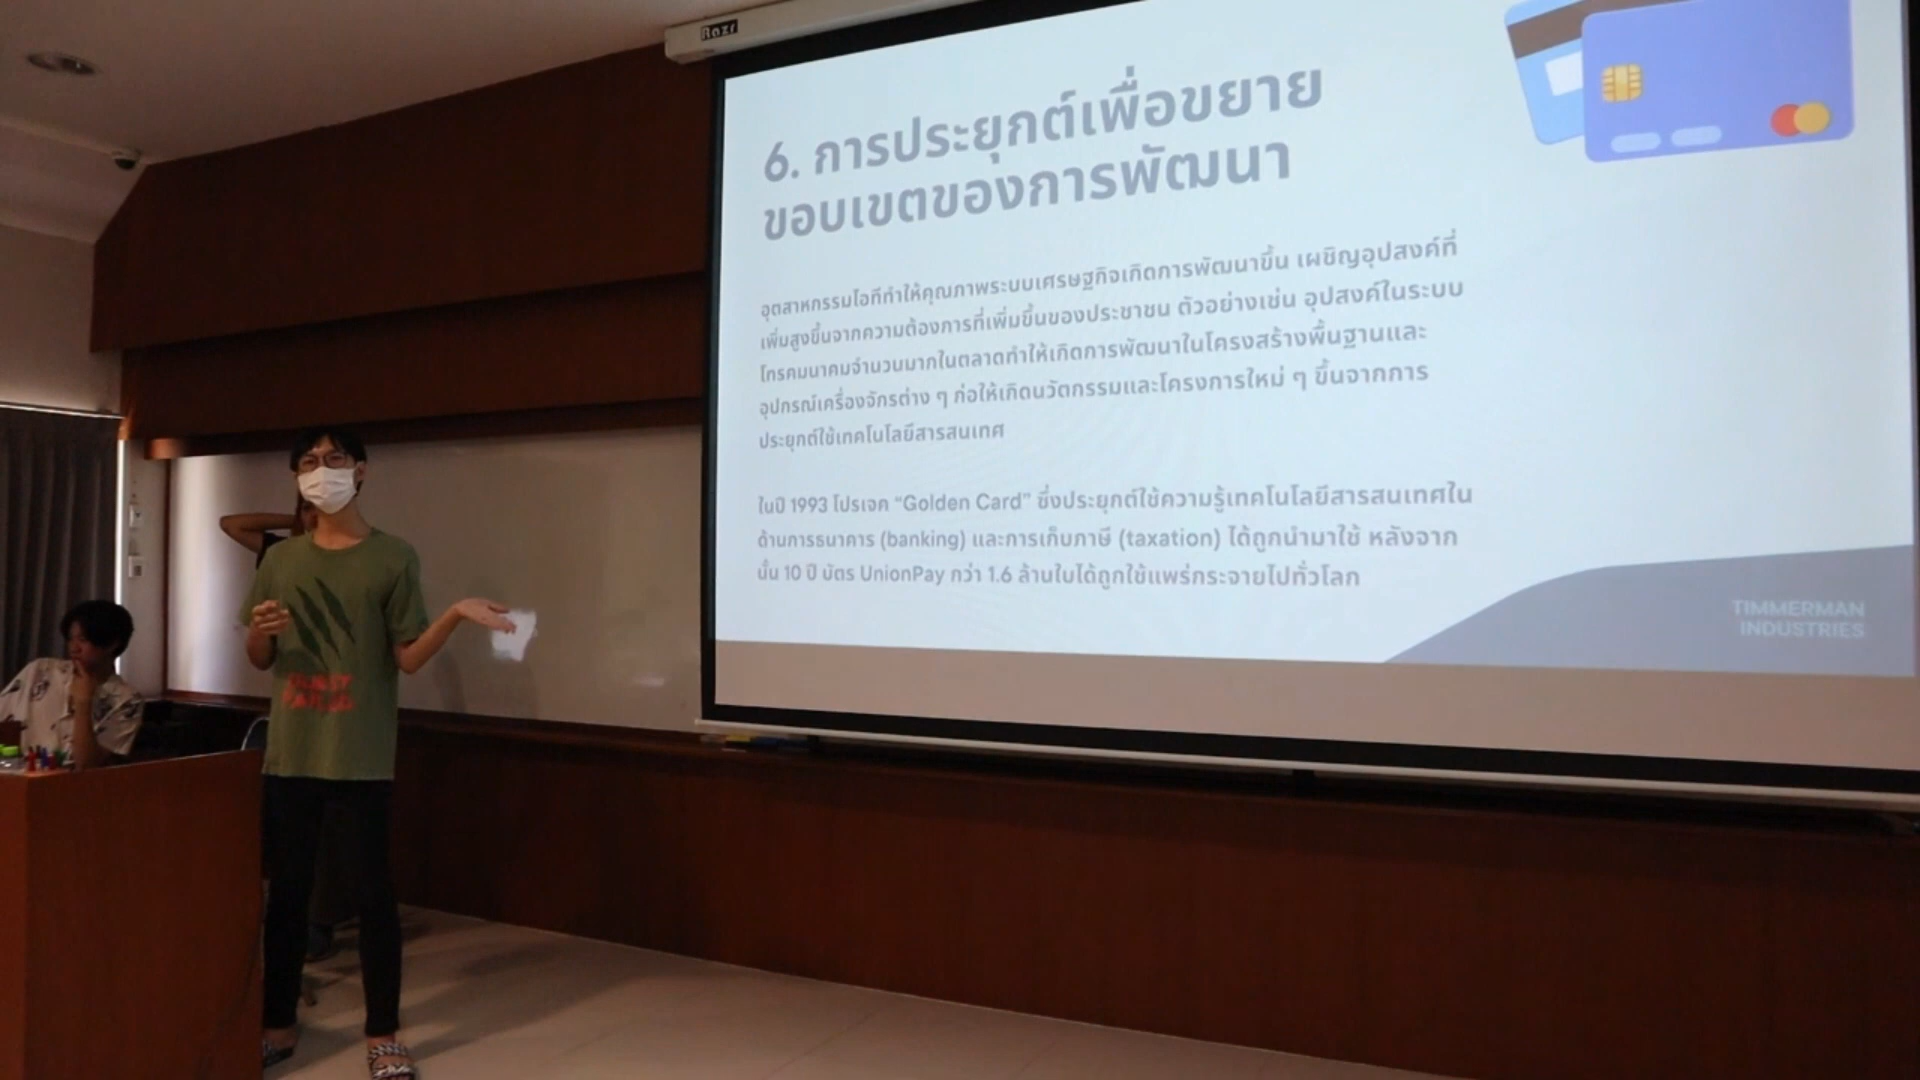 Razr
6. การประยุกต์เพื่อขยาย
ขอบเขตของการพัฒนา
อุตสาหกรรมไอทีทำให้คุณภาพระบบเศรษฐกิจเกิดการพัฒนาขึ้น เผชิญอุปสงค์ที่
เพิ่มสูงขึ้นจากความต้องการที่เพิ่มขึ้นของประชาชน ตัวอย่างเช่น อุปสงค์ในระบบ
โทรคมนาคมจำนวนมากในตลาดทำให้เกิดการพัฒนาในโครงสร้างพื้นฐานและ
อุปกรณ์เครื่องจักรต่าง ๆ ก่อให้เกิดนวัตกรรมและโครงการใหม่ ๆ ขึ้นจากการ
ประยุกต์ใช้เทคโนโลยีสารสนเทศ
ในปี 1993 โปรเจค “Golden Card” ซึ่งประยุกต์ใช้ความรู้เทคโนโลยีสารสนเทศใน
ด้านการธนาคาร (banking) และการเก็บภาษี (taxation) ได้ถูกนำมาใช้ หลังจาก
นั้น 10 ปี บัตร UnionPay กว่า 1.6 ล้านใบได้ถูกใช้แพร่กระจายไปทั่วโลก
TIMMERMAN
INDUSTRIES